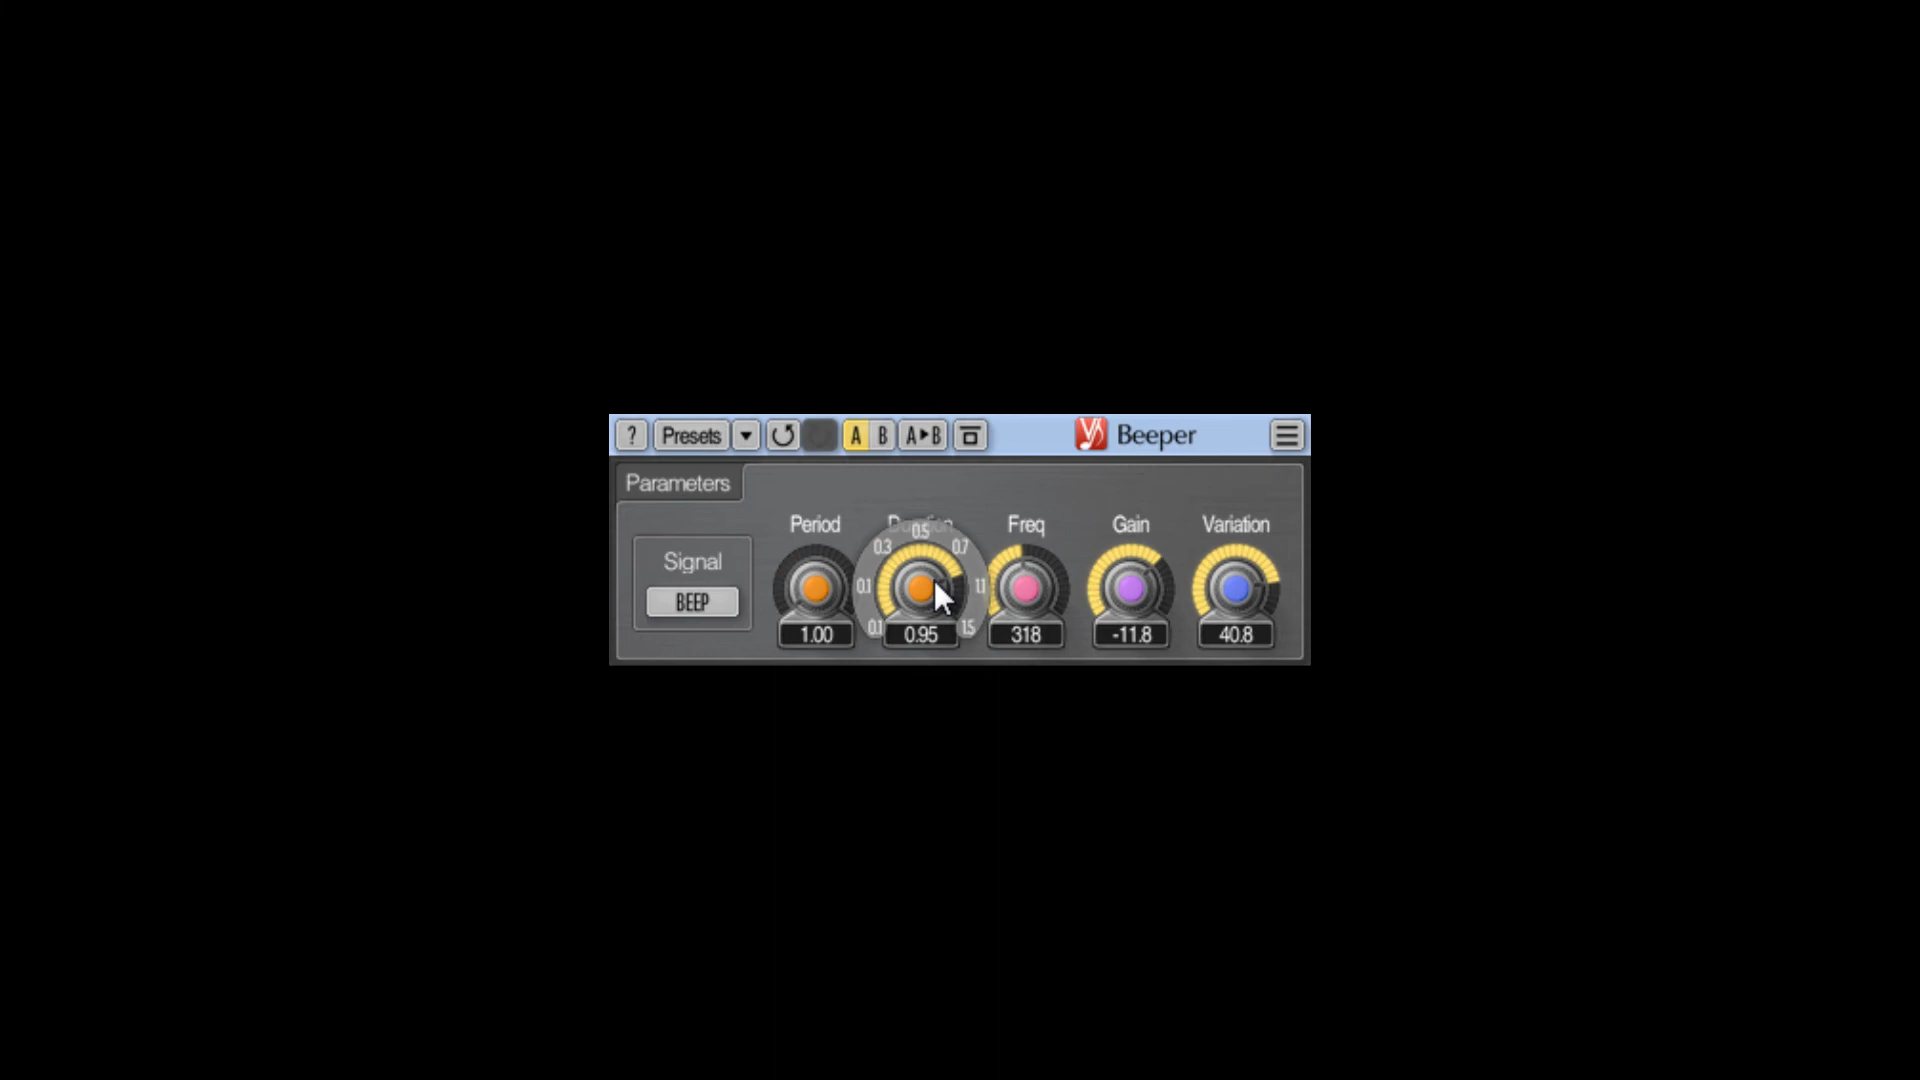 ? Presets A B A▸B Beeper
Parameters
Period Duration Freq Gain Variation
Signal
BEEP
0.1 0.1 0.3 0.5 0.7 1.1 1.5
1.00 0.95 318 -11.8 40.8